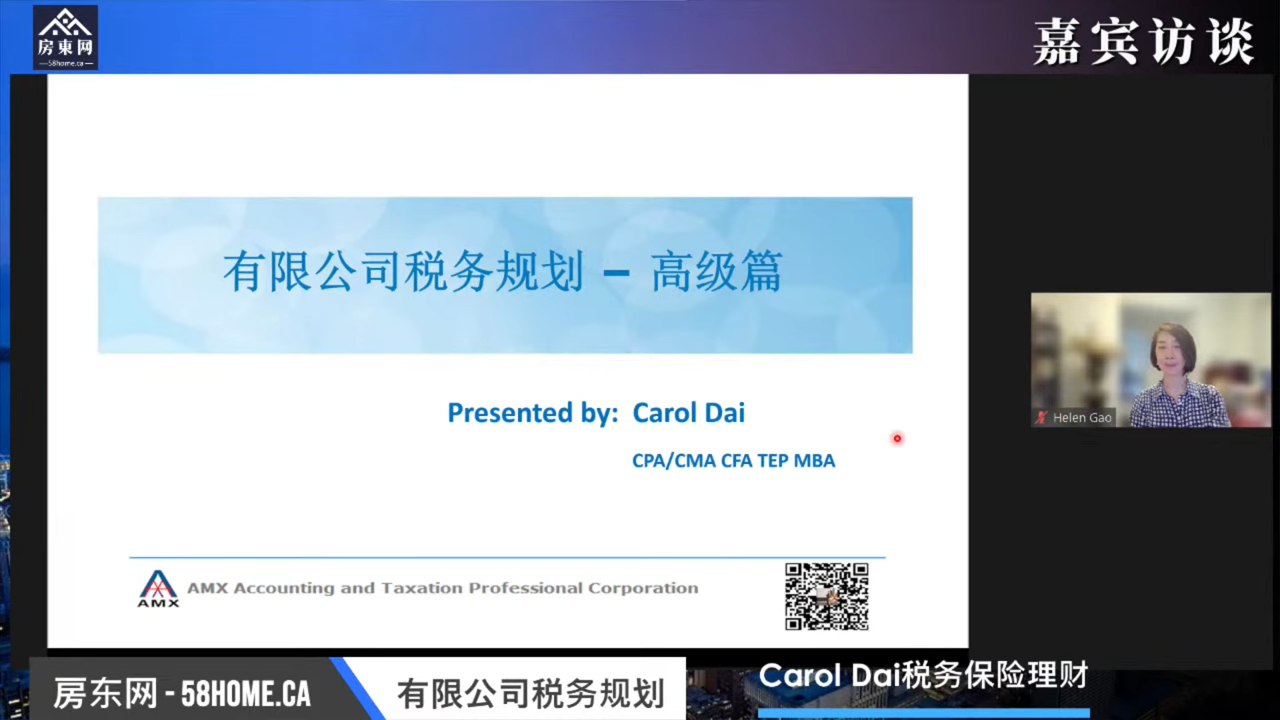 房東网
58home.ca
嘉宾访谈
有限公司税务规划 – 高级篇
Presented by: Carol Dai
CPA/CMA CFA TEP MBA
Helen Gao
AMX
AMX Accounting and Taxation Professional Corporation
房东网 - 58HOME.CA
有限公司税务规划
Carol Dai税务保险理财